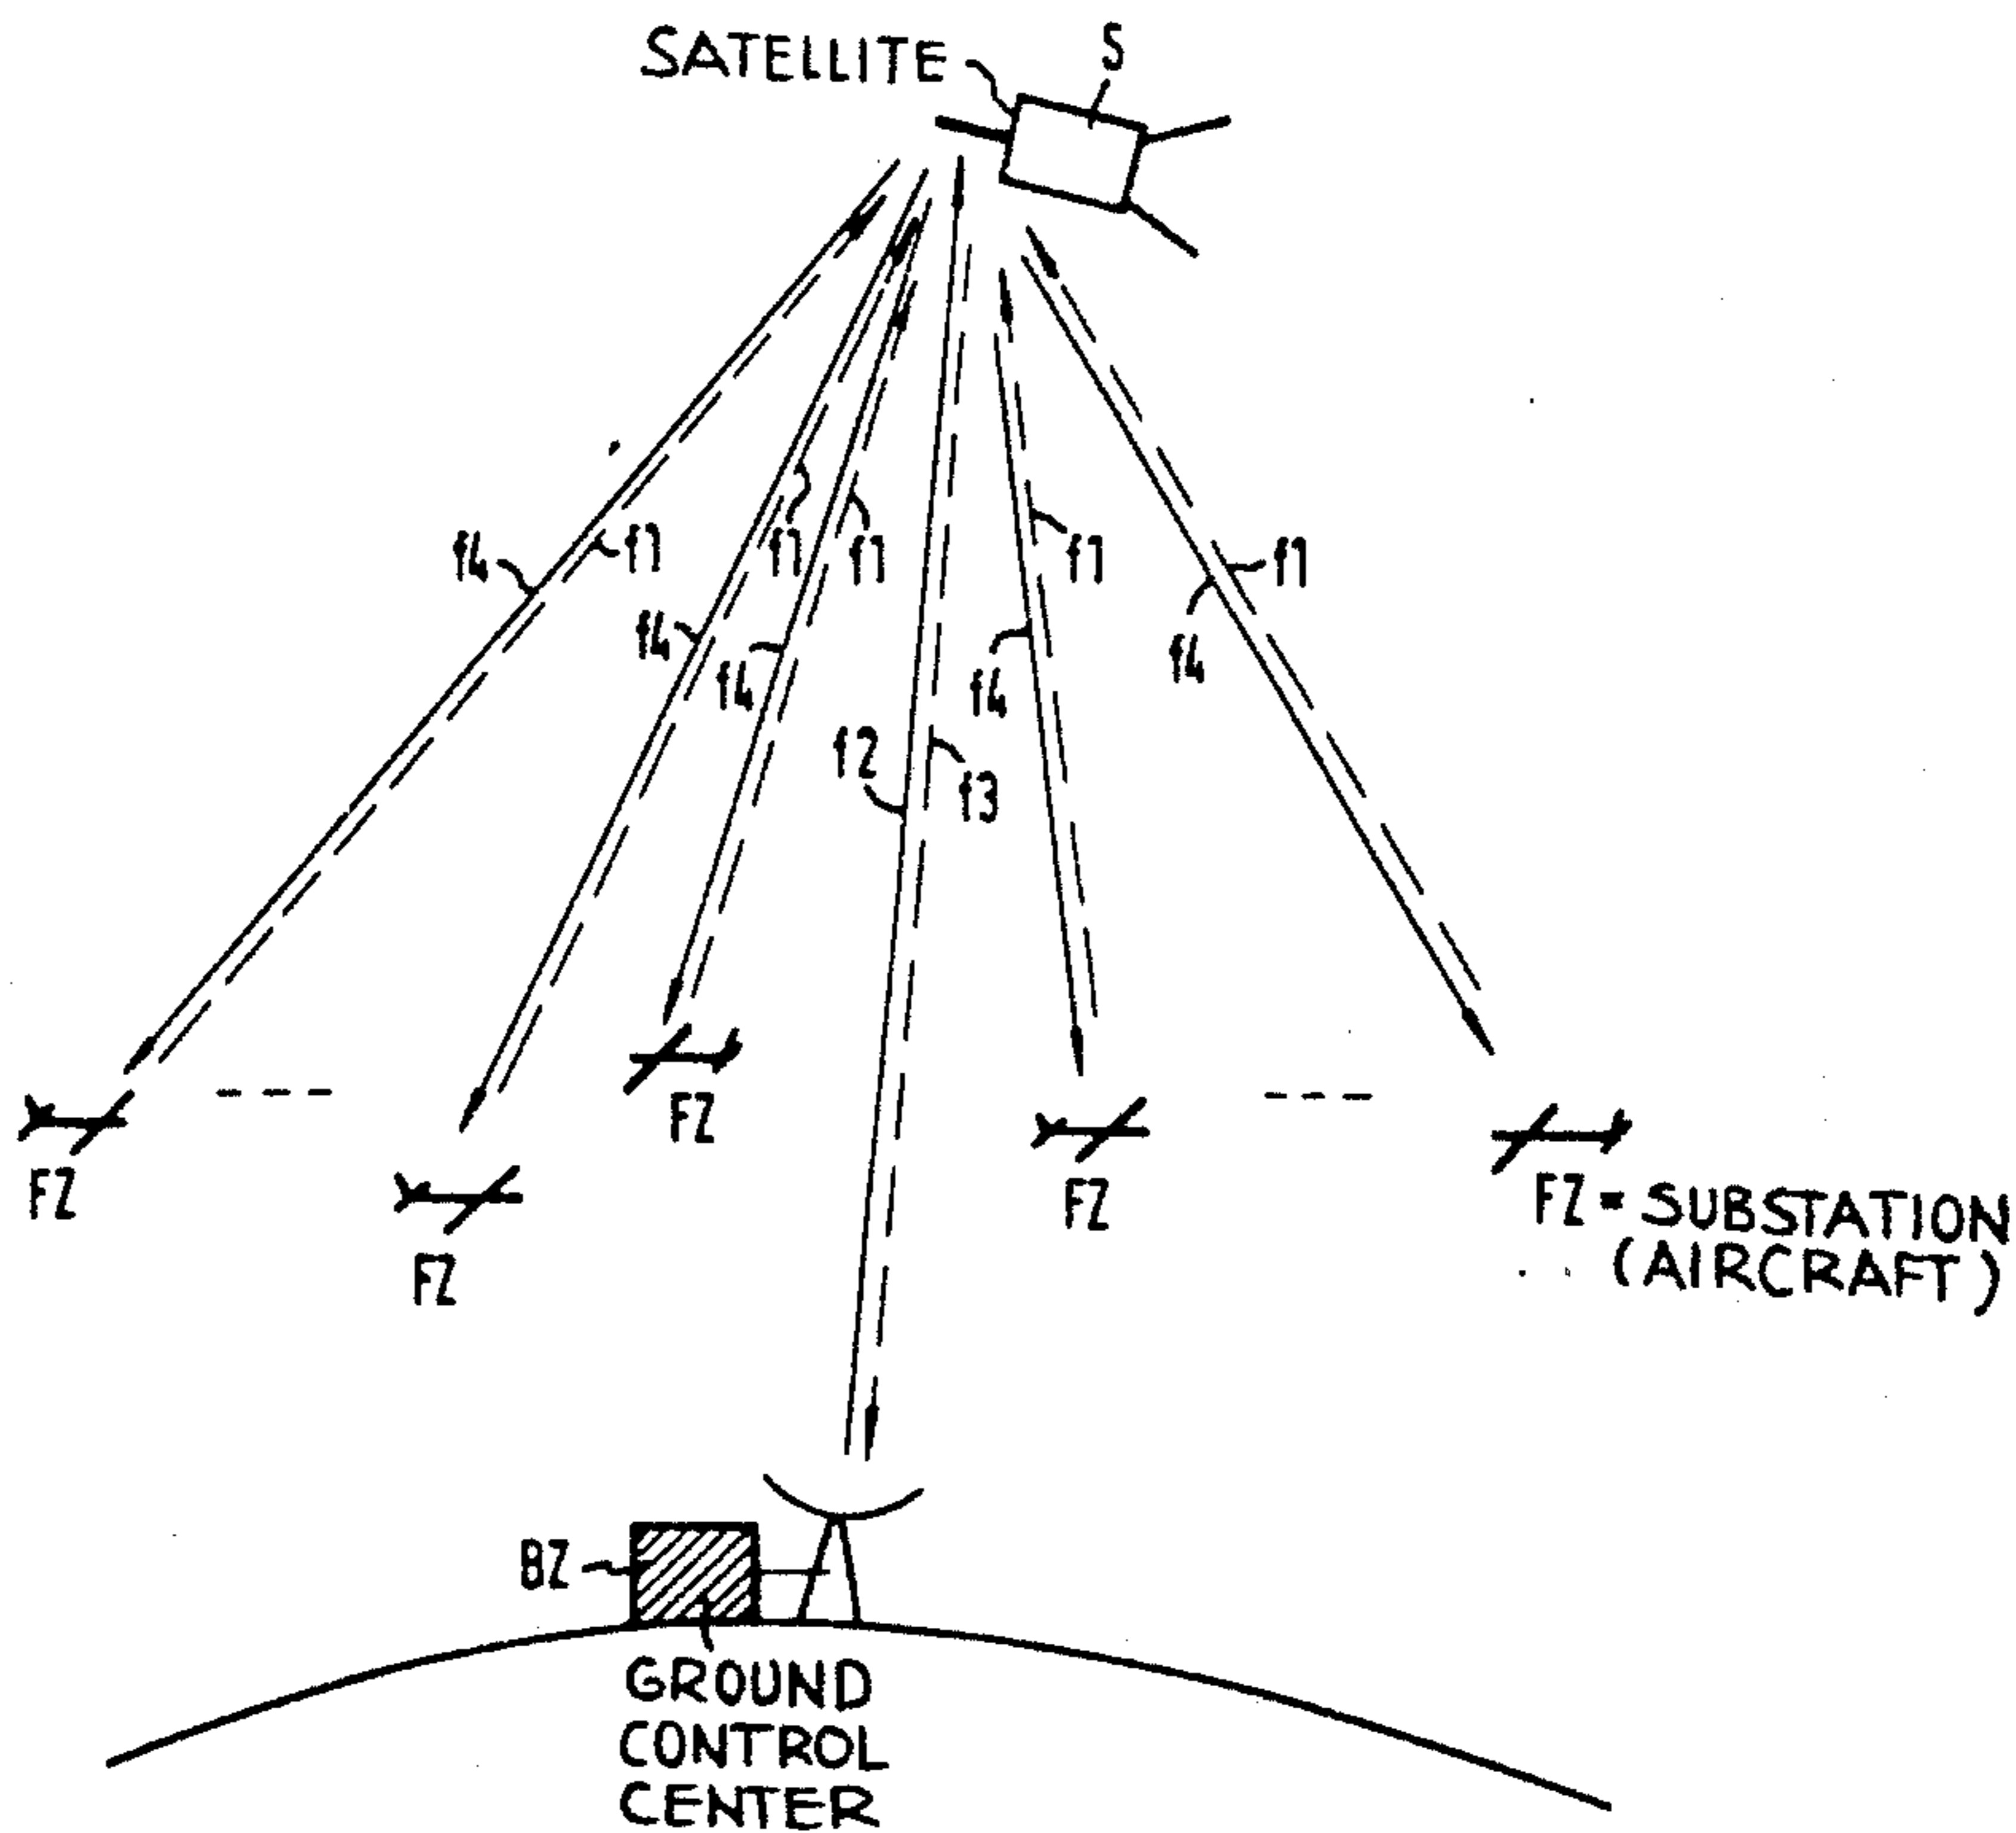 SATELLITE S
f4 f1 f1 f1 f1 f1
f4 f4 f4 f4
f2 f3
FZ
FZ
FZ
FZ
FZ = SUBSTATION
(AIRCRAFT)
BZ
GROUND
CONTROL
CENTER